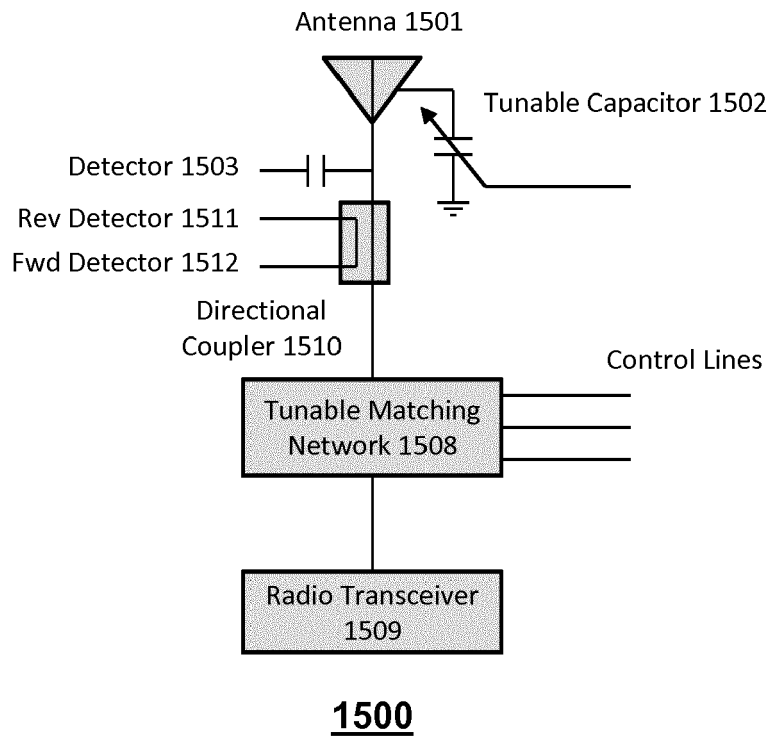 Antenna 1501
Tunable Capacitor 1502
Detector 1503
Rev Detector 1511
Fwd Detector 1512
Directional
Coupler 1510
Control Lines
Tunable Matching
Network 1508
Radio Transceiver
1509
1500